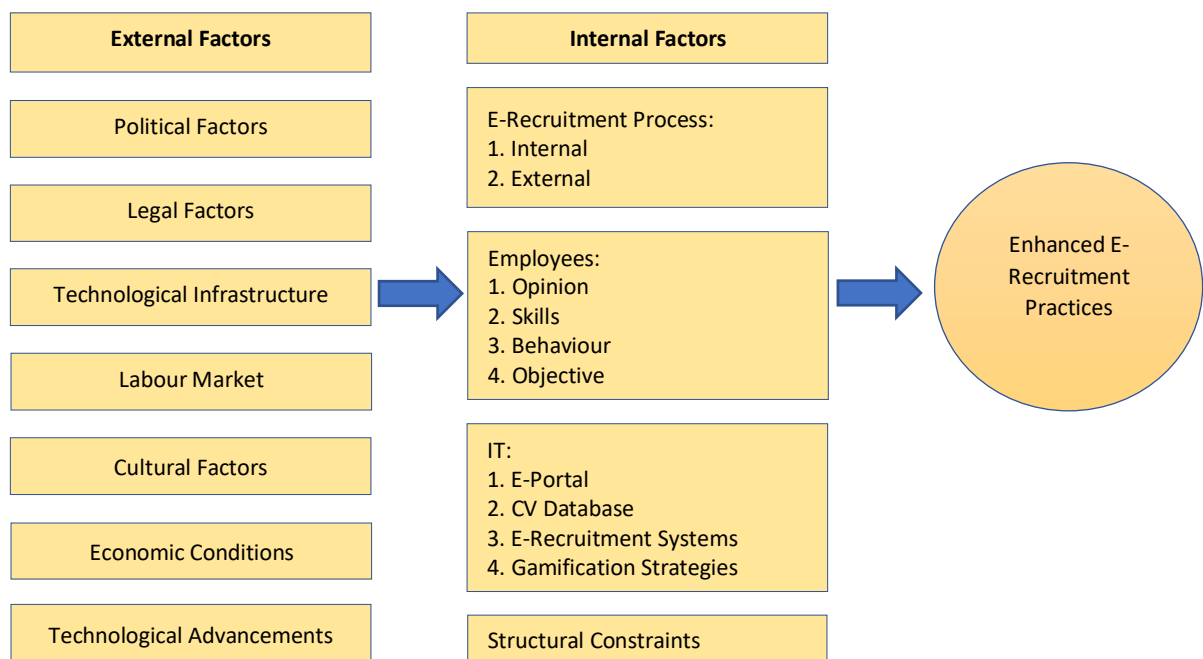 External Factors
Political Factors
Legal Factors
Technological Infrastructure
Labour Market
Cultural Factors
Economic Conditions
Technological Advancements
Internal Factors
E-Recruitment Process:
1. Internal
2. External
Employees:
1. Opinion
2. Skills
3. Behaviour
4. Objective
IT:
1. E-Portal
2. CV Database
3. E-Recruitment Systems
4. Gamification Strategies
Structural Constraints
Enhanced E-
Recruitment
Practices